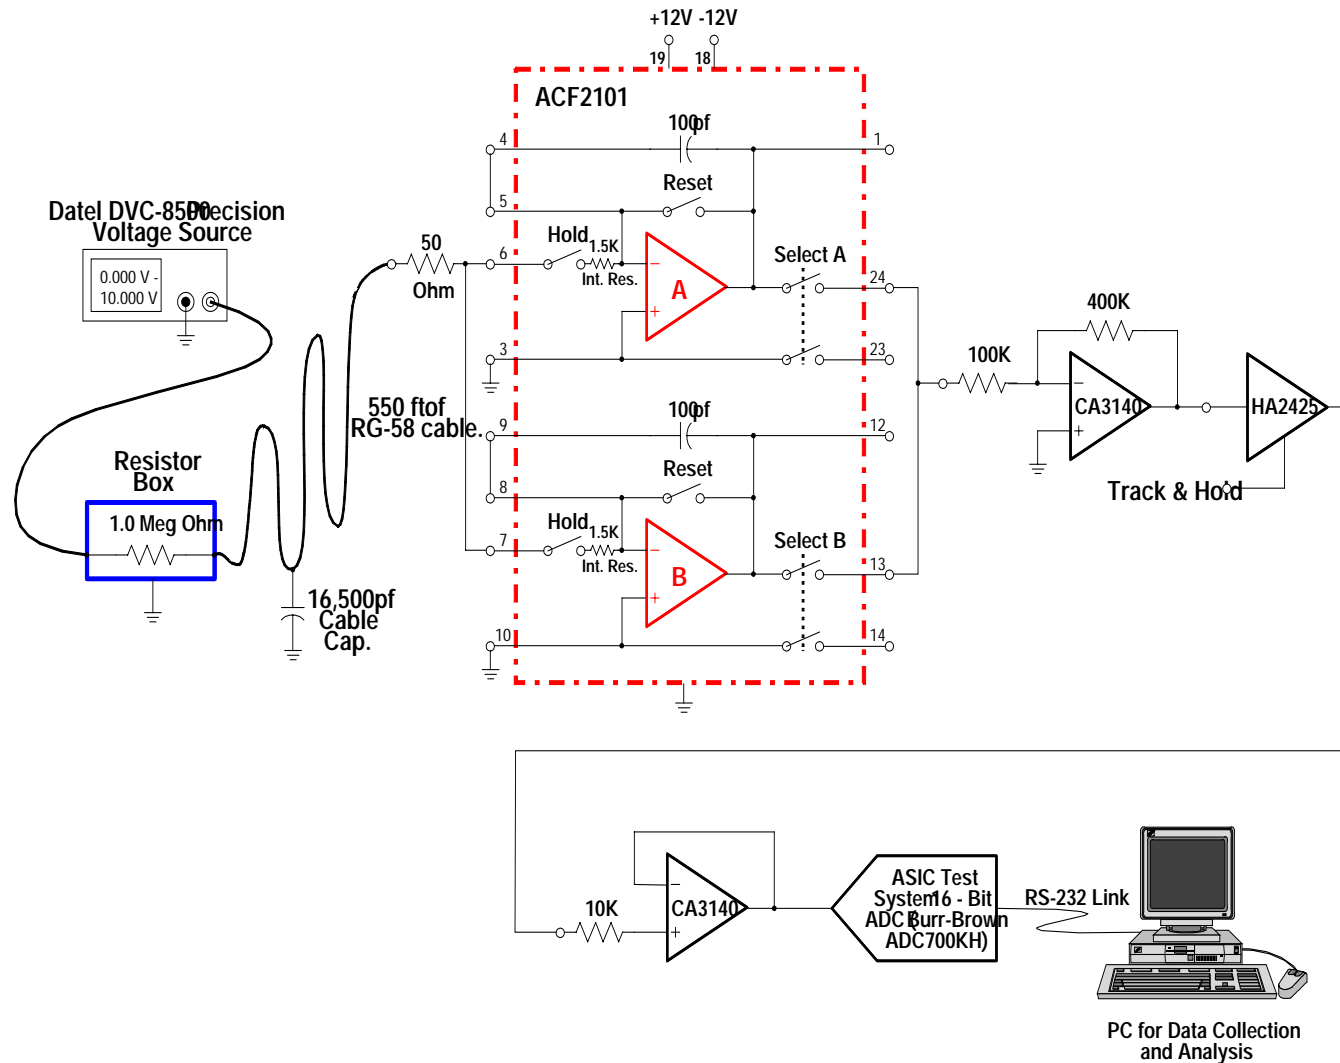 +12V -12V
19 18
ACF2101
100pf
4
1
Reset
5
Datel DVC-8500 Precision
Voltage Source
0.000 V -
10.000 V
50
Ohm
6
Hold
1.5K
Int. Res.
A
Select A
24
3
23
400K
100K
CA3140
HA2425
Track & Hold
550 ft of
RG-58 cable.
9
100pf
12
Reset
8
Resistor
Box
1.0 Meg Ohm
7
Hold
1.5K
Int. Res.
B
Select B
13
16,500pf
Cable
Cap.
10
14
10K
CA3140
ASIC Test
System - 16 - Bit
ADC (Burr-Brown
ADC700KH)
RS-232 Link
PC for Data Collection
and Analysis